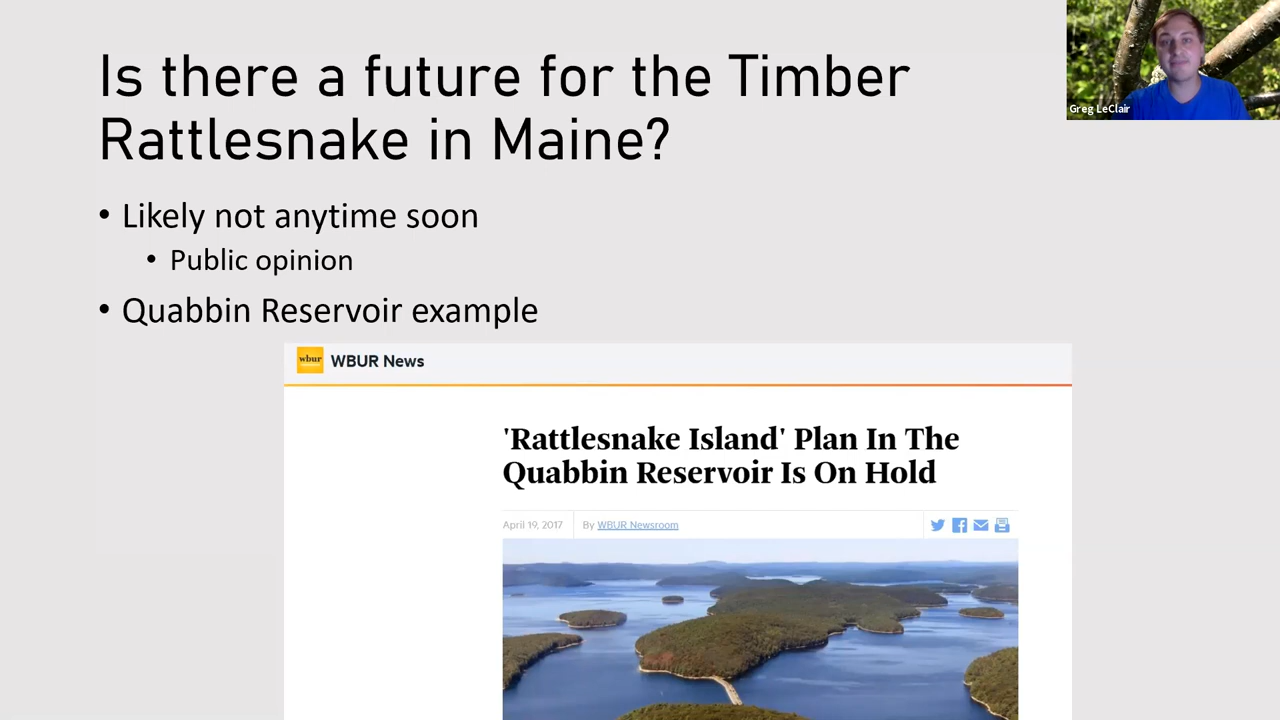 Is there a future for the Timber
Rattlesnake in Maine?
Greg LeClair
• Likely not anytime soon
• Public opinion
• Quabbin Reservoir example
wbur
WBUR News
'Rattlesnake Island' Plan In The
Quabbin Reservoir Is On Hold
April 19, 2017
By WBUR Newsroom